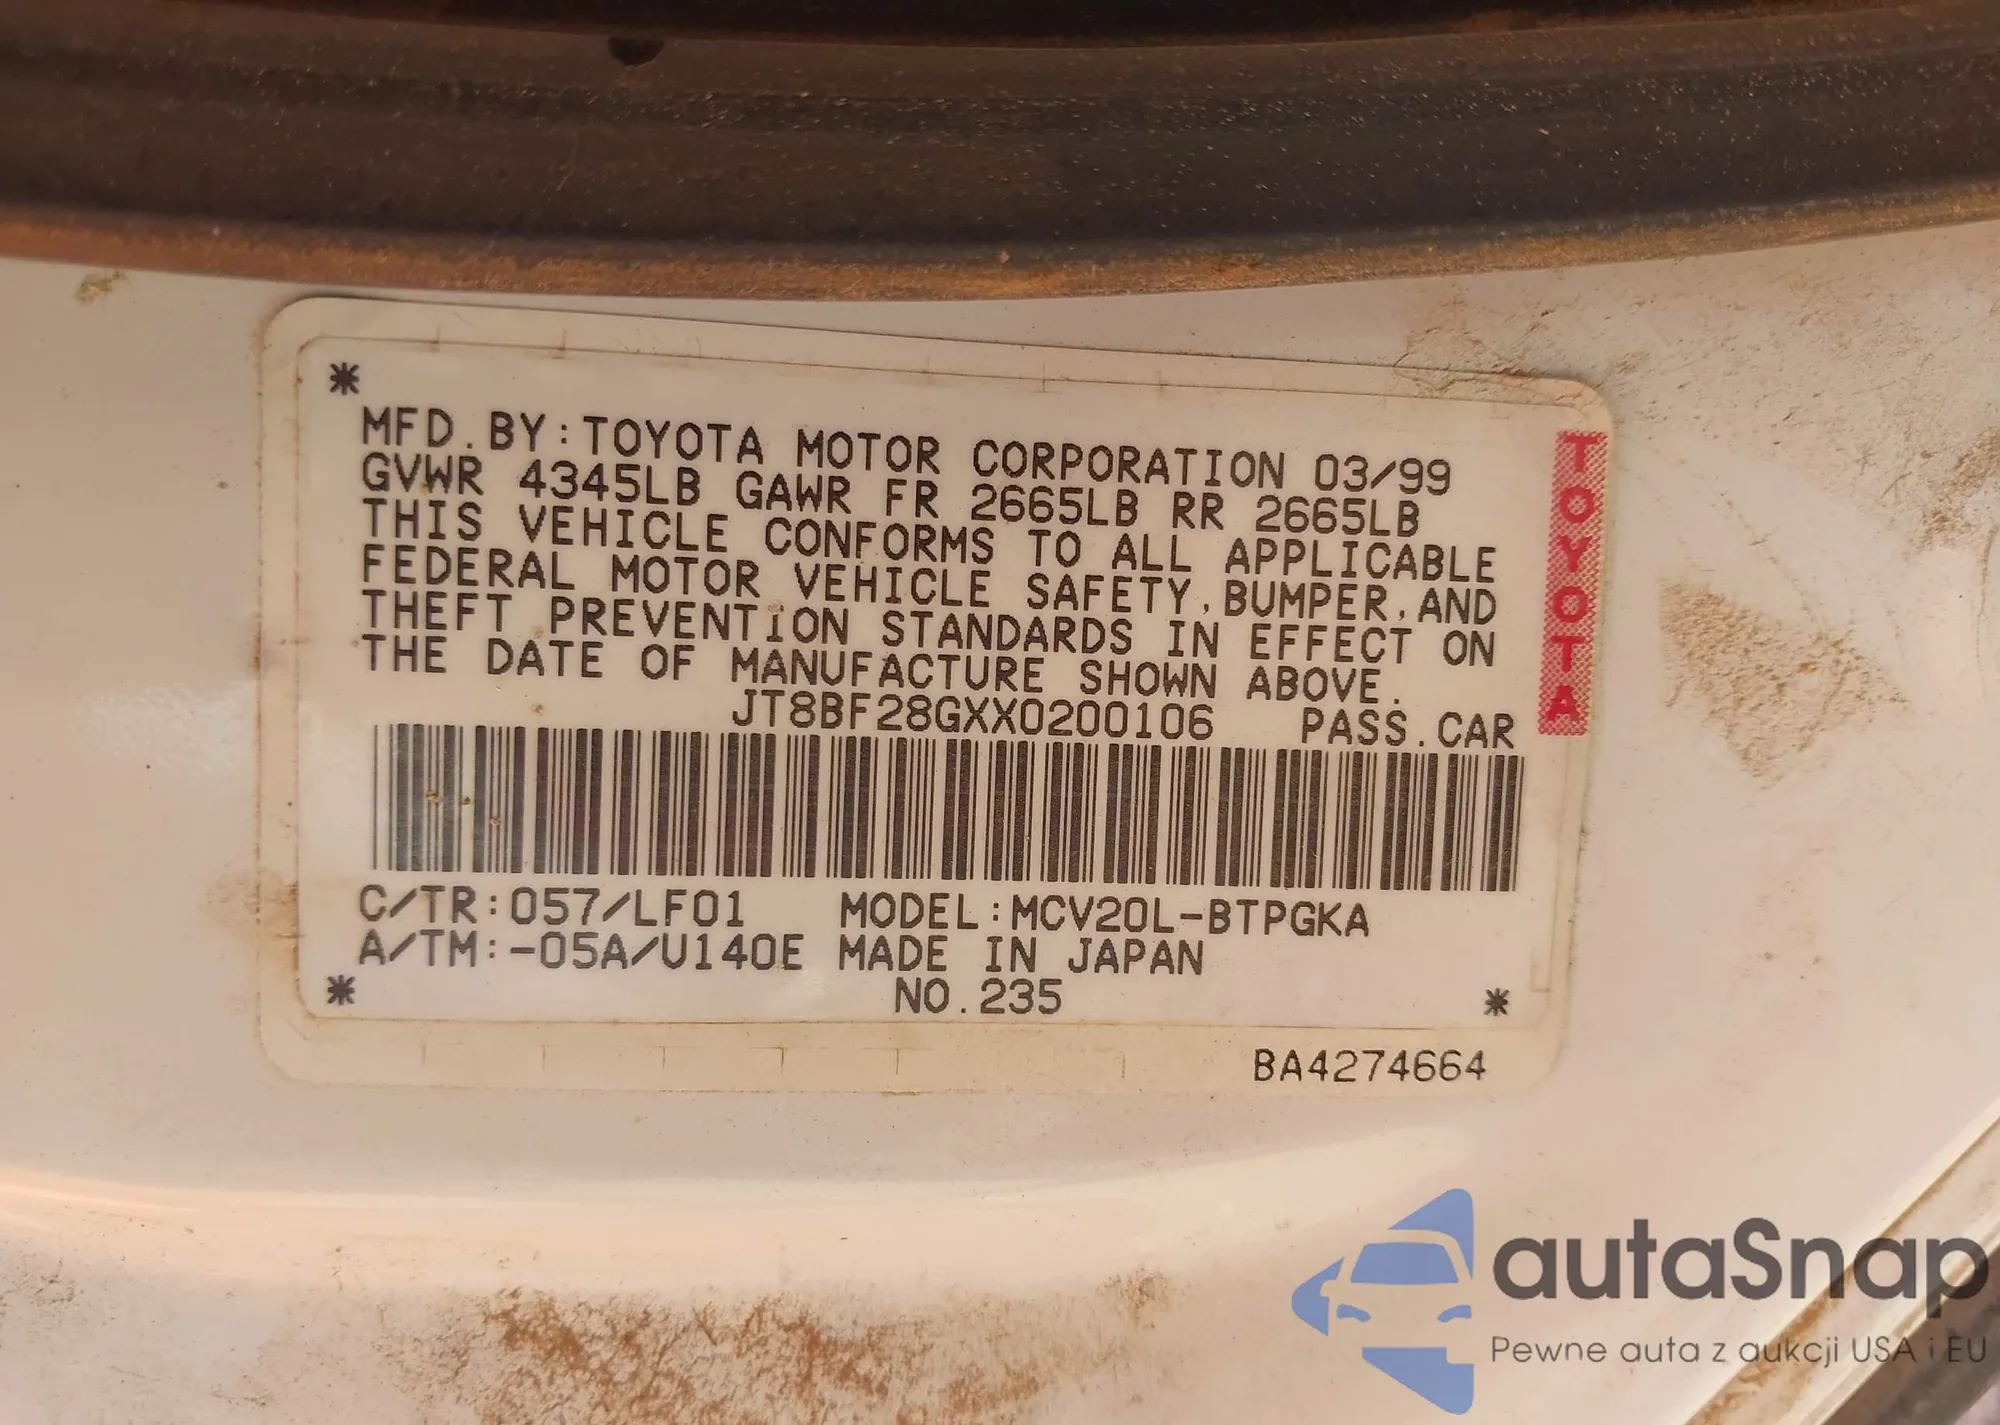 *
MFD.BY:TOYOTA MOTOR CORPORATION 03/99
GVWR 4345LB GAWR FR 2665LB RR 2665LB
THIS VEHICLE CONFORMS TO ALL APPLICABLE
FEDERAL MOTOR VEHICLE SAFETY,BUMPER,AND
THEFT PREVENTION STANDARDS IN EFFECT ON
THE DATE OF MANUFACTURE SHOWN ABOVE.
JT8BF28GXX0200106 PASS.CAR
C/TR:057/LF01 MODEL:MCV20L-BTPGKA
A/TM:-05A/U140E MADE IN JAPAN
* NO.235 *
BA4274664
TOYOTA
autaSnap
Pewne auta z aukcji USA i EU